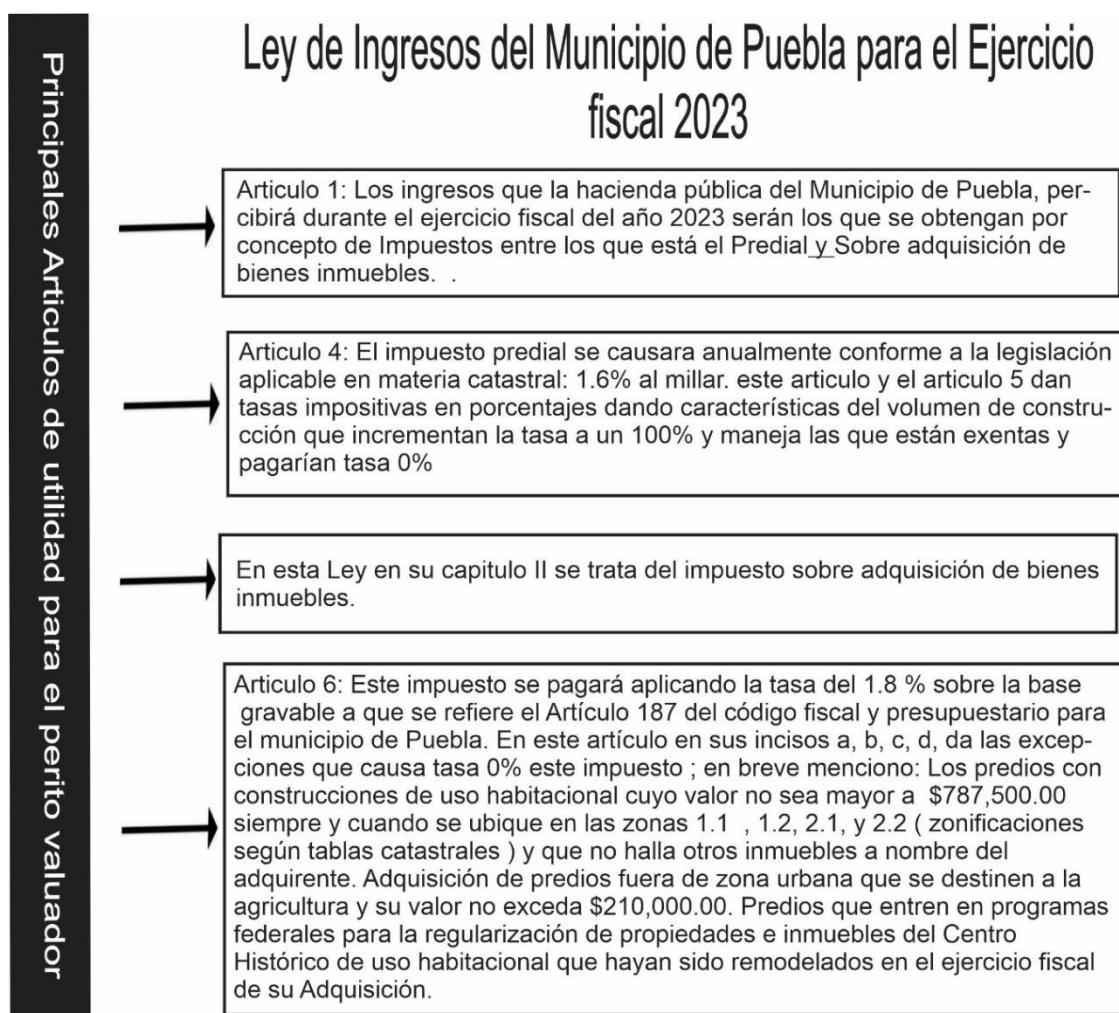 Principales Articulos de utilidad para el perito valuador
Ley de Ingresos del Municipio de Puebla para el Ejercicio
fiscal 2023
Articulo 1: Los ingresos que la hacienda pública del Municipio de Puebla, per-
cibirá durante el ejercicio fiscal del año 2023 serán los que se obtengan por
concepto de Impuestos entre los que está el Predial y Sobre adquisición de
bienes inmuebles. .
Articulo 4: El impuesto predial se causara anualmente conforme a la legislación
aplicable en materia catastral: 1.6% al millar. este articulo y el articulo 5 dan
tasas impositivas en porcentajes dando características del volumen de constru-
cción que incrementan la tasa a un 100% y maneja las que están exentas y
pagarían tasa 0%
En esta Ley en su capitulo II se trata del impuesto sobre adquisición de bienes
inmuebles.
Articulo 6: Este impuesto se pagará aplicando la tasa del 1.8 % sobre la base
gravable a que se refiere el Artículo 187 del código fiscal y presupuestario para
el municipio de Puebla. En este artículo en sus incisos a, b, c, d, da las excep-
ciones que causa tasa 0% este impuesto ; en breve menciono: Los predios con
construcciones de uso habitacional cuyo valor no sea mayor a $787,500.00
siempre y cuando se ubique en las zonas 1.1 , 1.2, 2.1, y 2.2 ( zonificaciones
según tablas catastrales ) y que no halla otros inmuebles a nombre del
adquirente. Adquisición de predios fuera de zona urbana que se destinen a la
agricultura y su valor no exceda $210,000.00. Predios que entren en programas
federales para la regularización de propiedades e inmuebles del Centro
Histórico de uso habitacional que hayan sido remodelados en el ejercicio fiscal
de su Adquisición.